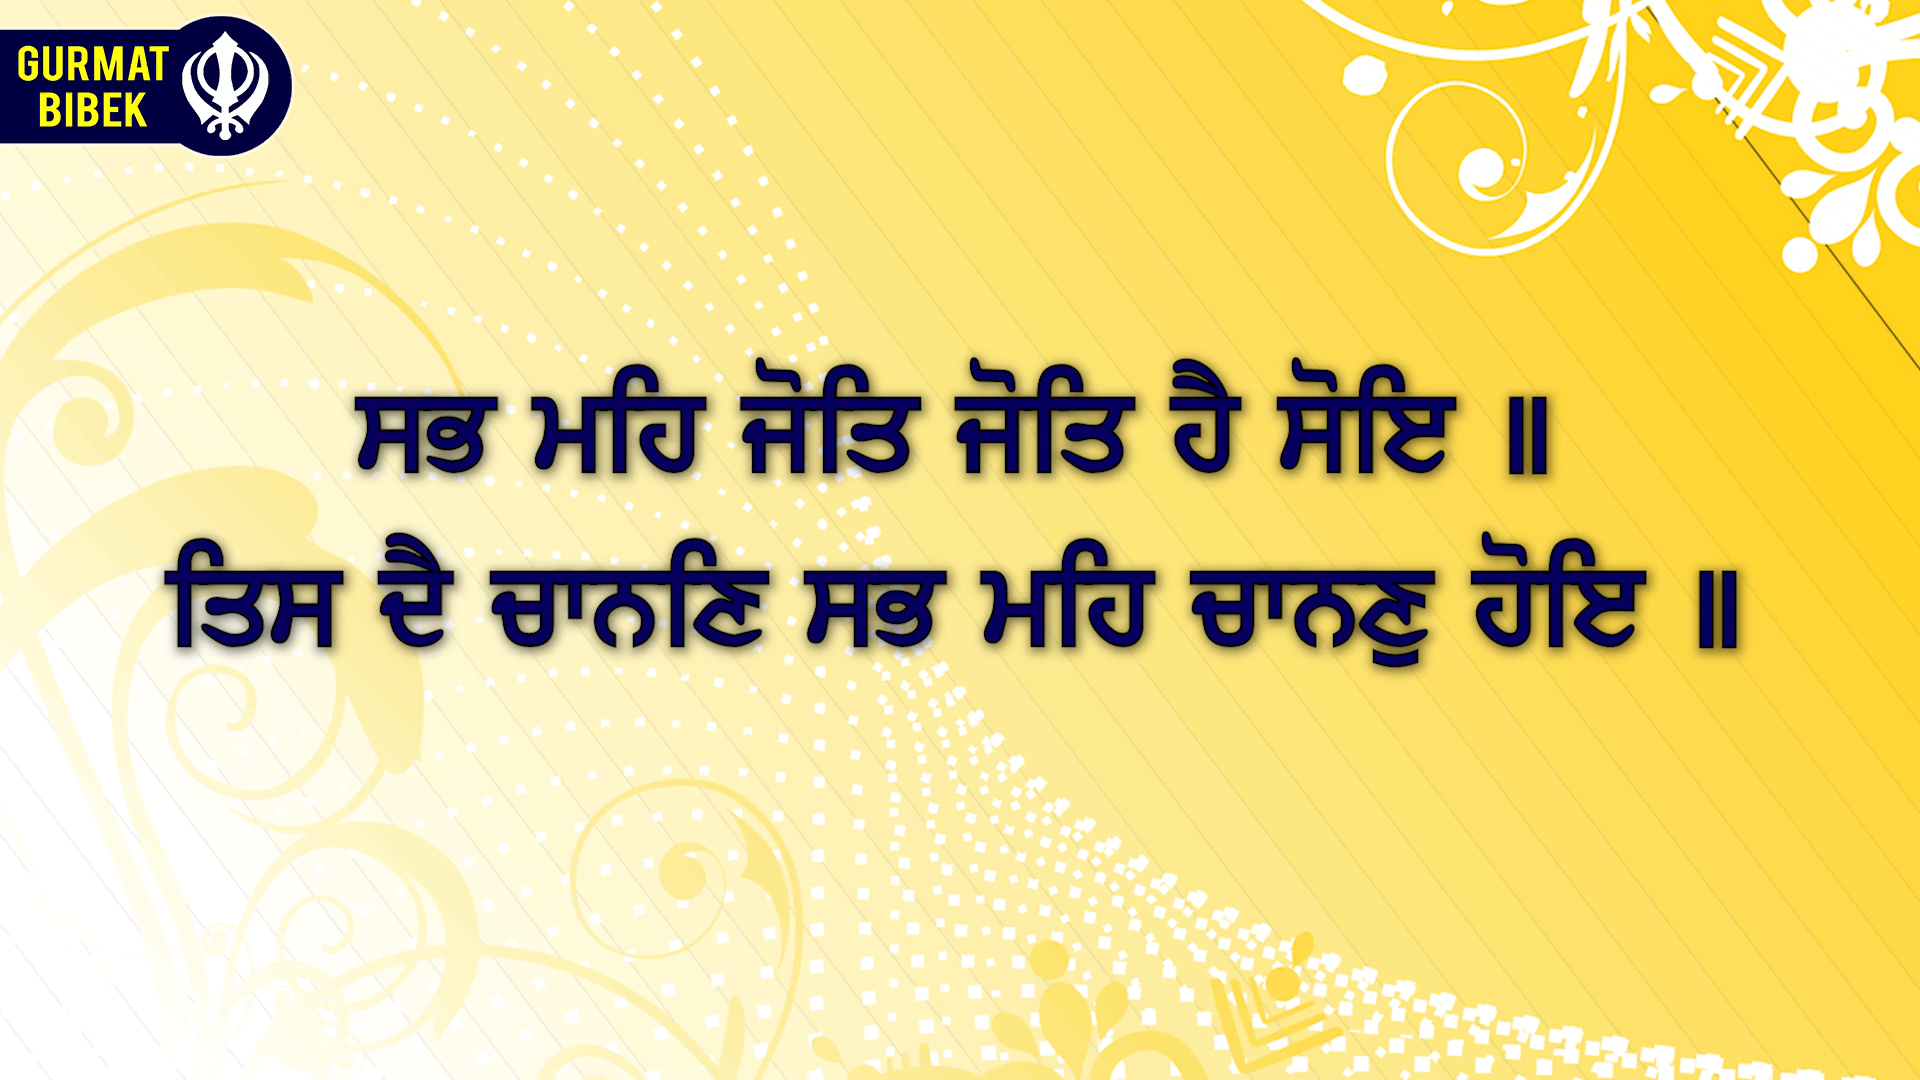 GURMAT
BIBEK
ਸਭ ਮਹਿ ਜੋਤਿ ਜੋਤਿ ਹੈ ਸੋਇ ॥
ਤਿਸ ਦੈ ਚਾਨਣਿ ਸਭ ਮਹਿ ਚਾਨਣੁ ਹੋਇ ॥